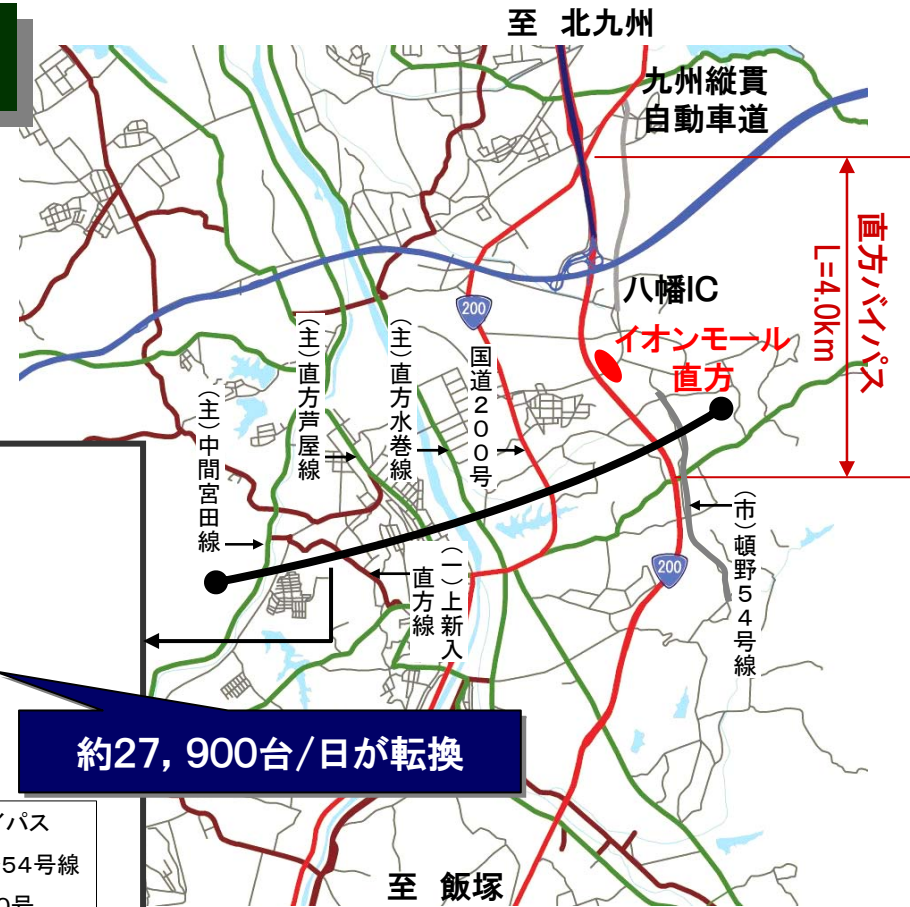 至 北九州
九州縦貫
自動車道
直方バイパス
L=4.0km
八幡IC
200
イオンモール
直方
(主)中間宮田線
(主)直方芦屋線
(主)直方水巻線
国道200号
(一)上新入
直方線
(市)頓野54号線
200
約27,900台/日が転換
イパス
54号線
0号
至 飯塚